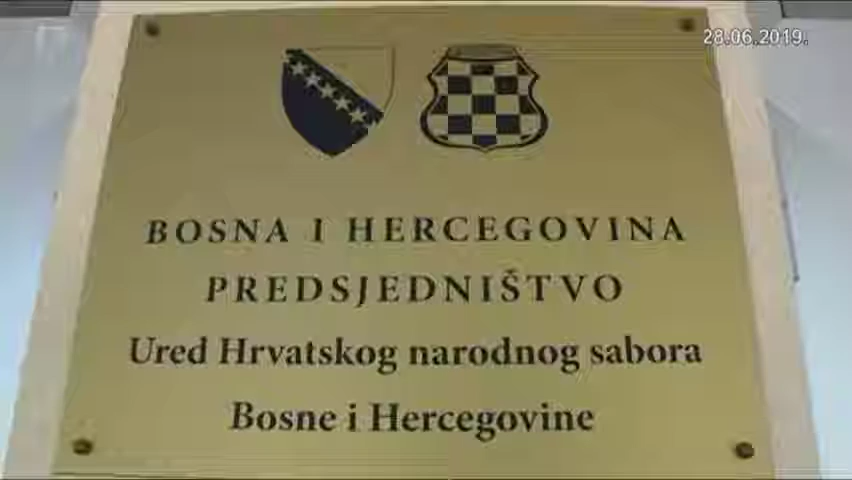 28.06.2019.
BOSNA I HERCEGOVINA
PREDSJEDNIŠTVO
Ured Hrvatskog narodnog sabora
Bosne i Hercegovine